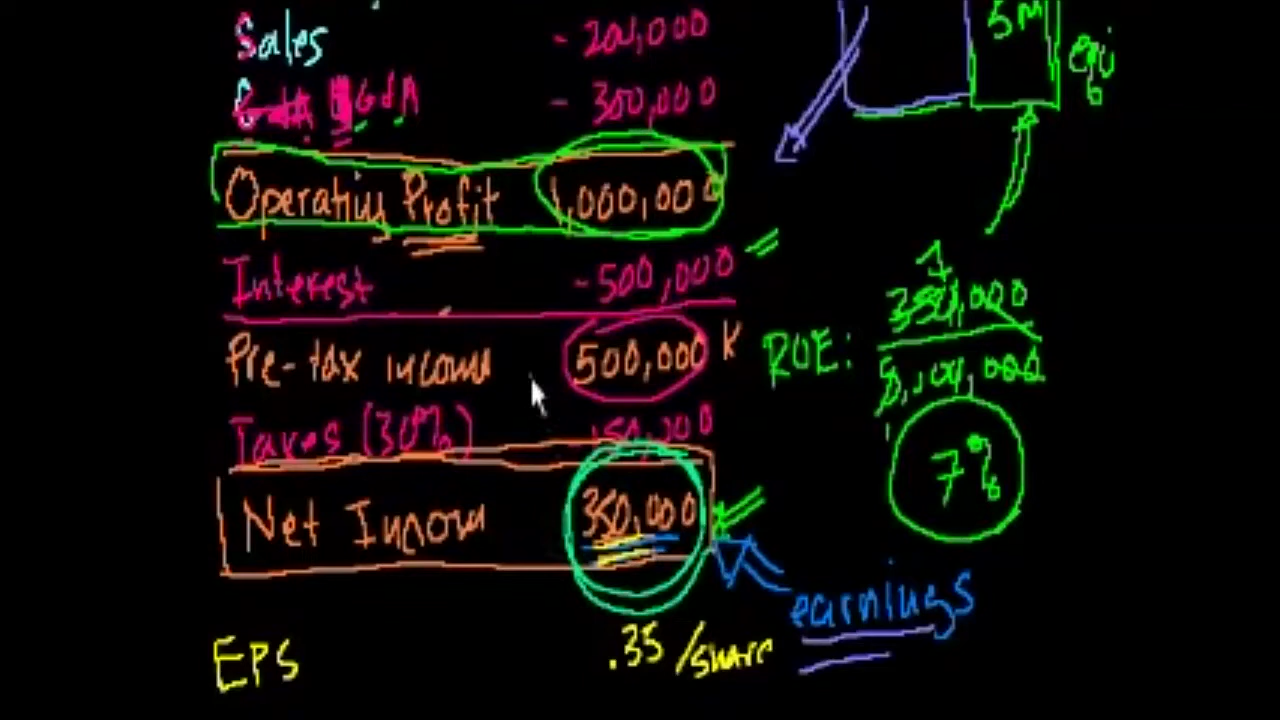 Sales - 200,000
G&A - 300,000
5M
equi
Operating Profit 1,000,000
Interest - 500,000
Pre-tax income 500,000 K
Taxes (30%) 150,000
Net Income 350,000
ROE: 350,000
5,000,000
7
7%
earnings
EPS .35/share